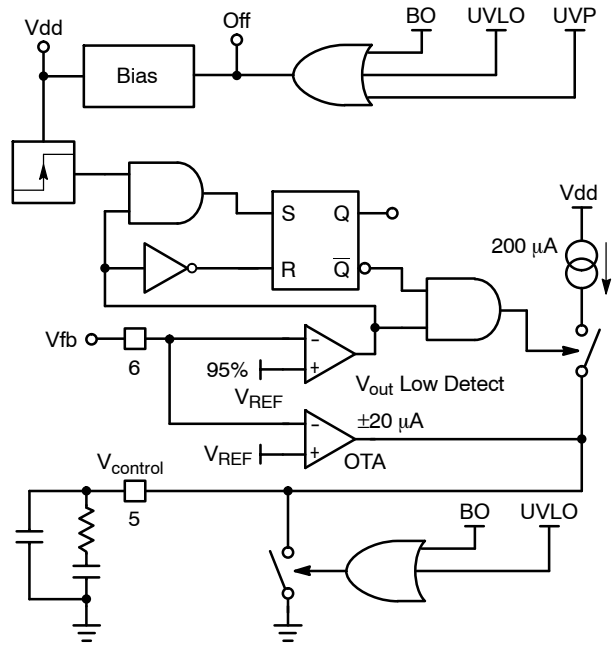 BO UVLO UVP
Off
Vdd
Bias
S Q
R Q̅
Vdd
200 µA
Vfb
6
95%
VREF
Vout Low Detect
±20 µA
VREF
OTA
Vcontrol
5
BO UVLO
− +
− +